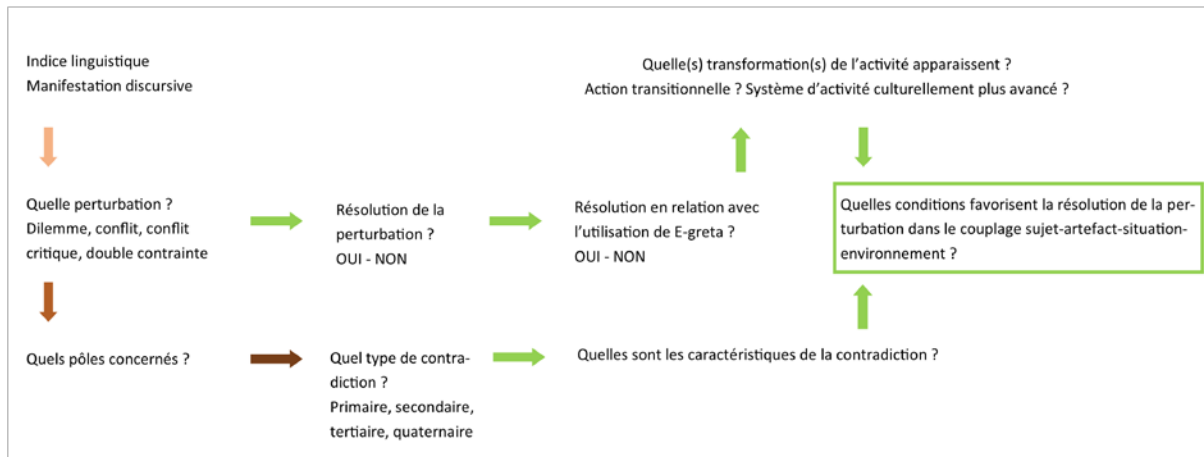 Indice linguistique
Manifestation discursive
Quelle(s) transformation(s) de l'activité apparaissent ?
Action transitionnelle ? Système d'activité culturellement plus avancé ?
Quelle perturbation ?
Dilemme, conflit, conflit
critique, double contrainte
Résolution de la
perturbation ?
OUI - NON
Résolution en relation avec
l'utilisation de E-greta ?
OUI - NON
Quelles conditions favorisent la résolution de la per-
turbation dans le couplage sujet-artefact-situation-
environnement ?
Quels pôles concernés ?
Quel type de contra-
diction ?
Primaire, secondaire,
tertiaire, quaternaire
Quelles sont les caractéristiques de la contradiction ?